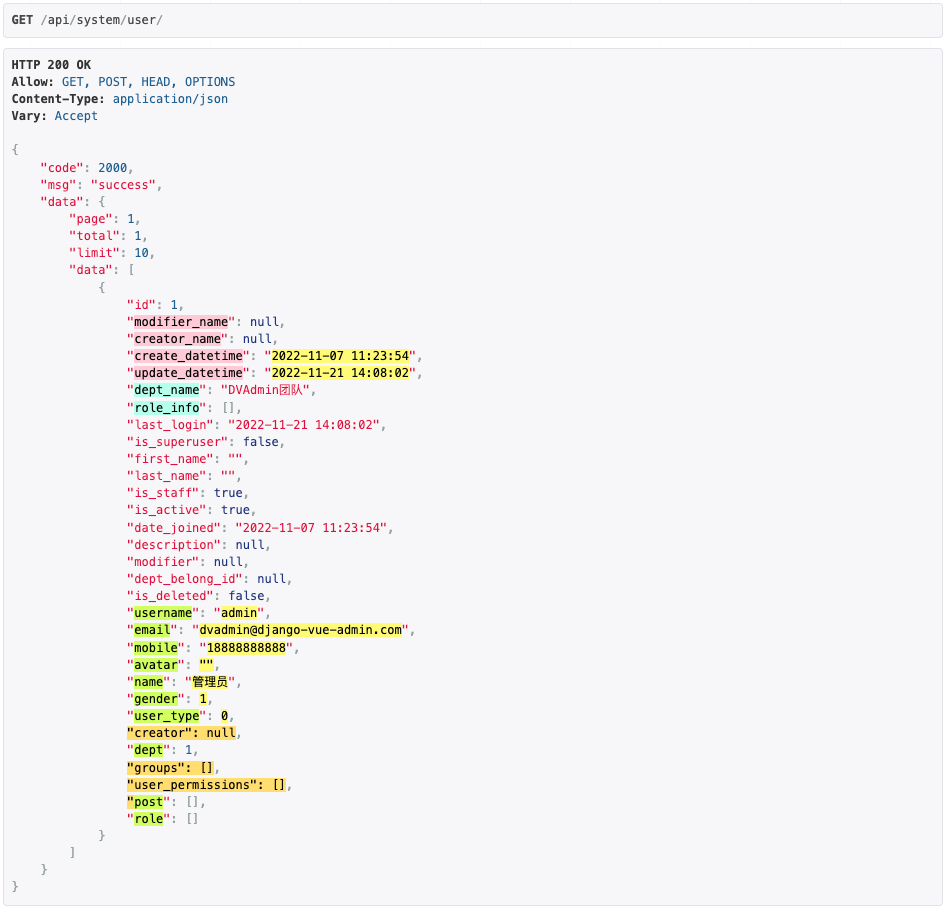 GET /api/system/user/
HTTP 200 OK
Allow: GET, POST, HEAD, OPTIONS
Content-Type: application/json
Vary: Accept
{
"code": 2000,
"msg": "success",
"data": {
"page": 1,
"total": 1,
"limit": 10,
"data": [
{
"id": 1,
"modifier_name": null,
"creator_name": null,
"create_datetime": "2022-11-07 11:23:54",
"update_datetime": "2022-11-21 14:08:02",
"dept_name": "DVAdmin团队",
"role_info": [],
"last_login": "2022-11-21 14:08:02",
"is_superuser": false,
"first_name": "",
"last_name": "",
"is_staff": true,
"is_active": true,
"date_joined": "2022-11-07 11:23:54",
"description": null,
"modifier": null,
"dept_belong_id": null,
"is_deleted": false,
"username": "admin",
"email": "dvadmin@django-vue-admin.com",
"mobile": "18888888888",
"avatar": "",
"name": "管理员",
"gender": 1,
"user_type": 0,
"creator": null,
"dept": 1,
"groups": [],
"user_permissions": [],
"post": [],
"role": []
}
]
}
}